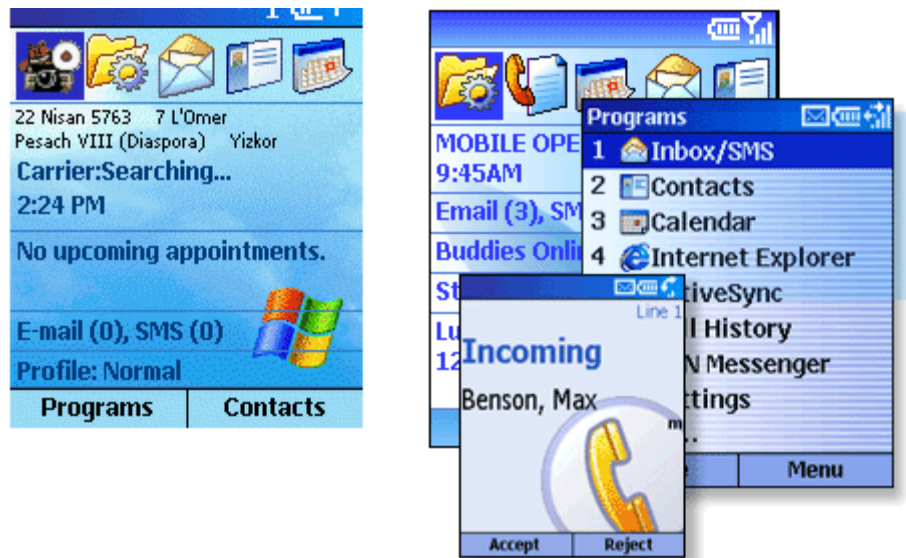 22 Nisan 5763 7 L'Omer
Pesach VIII (Diaspora) Yizkor
Carrier:Searching...
2:24 PM
No upcoming appointments.
E-mail (0), SMS (0)
Profile: Normal
Programs Contacts
MOBILE OPE
9:45AM
Email (3), SM
Buddies Onli
St
Lu
12
Programs
1 Inbox/SMS
2 Contacts
3 Calendar
4 Internet Explorer
tiveSync
ll History
N Messenger
ttings
..
Menu
Line 1
Incoming
Benson, Max
m
Accept Reject